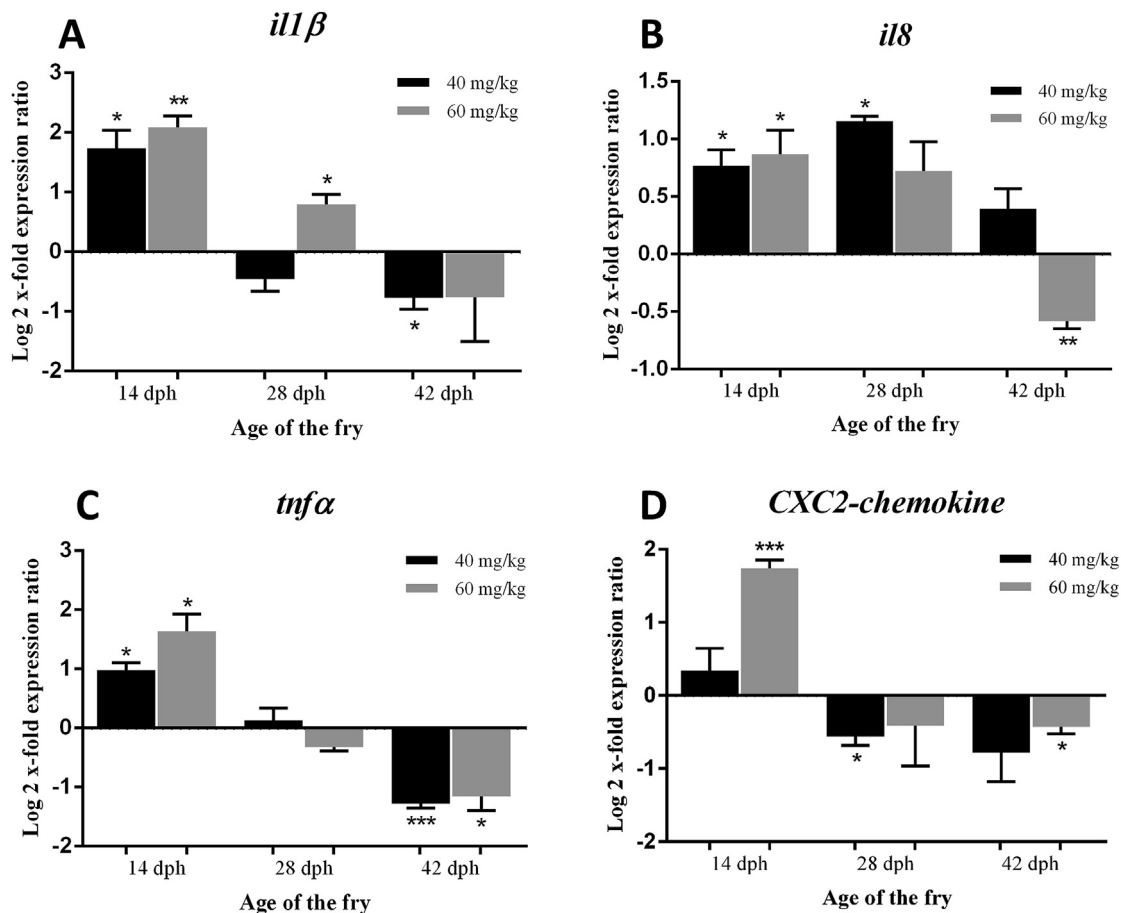 A
il1β
Log 2 x-fold expression ratio
40 mg/kg
60 mg/kg
3
2
1
0
-1
-2
*
**
*
*
14 dph
28 dph
42 dph
Age of the fry
B
il8
Log 2 x-fold expression ratio
40 mg/kg
60 mg/kg
1.5
1.0
0.5
0.0
-0.5
-1.0
*
*
*
**
14 dph
28 dph
42 dph
Age of the fry
C
tnfα
Log 2 x-fold expression ratio
40 mg/kg
60 mg/kg
3
2
1
0
-1
-2
*
*
***
*
14 dph
28 dph
42 dph
Age of the fry
D
CXC2-chemokine
Log 2 x-fold expression ratio
40 mg/kg
60 mg/kg
2
1
0
-1
-2
***
*
*
14 dph
28 dph
42 dph
Age of the fry